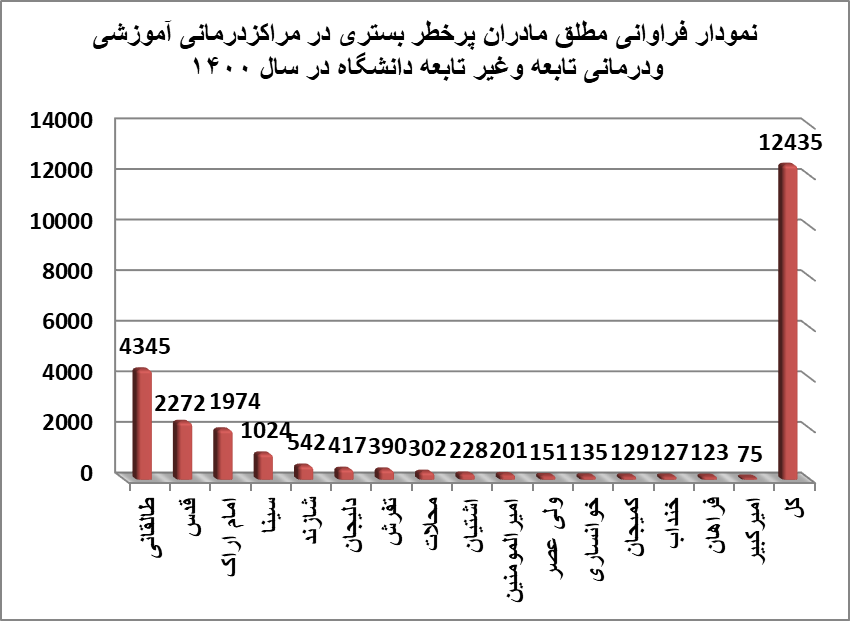 نمودار فراوانی مطلق مادران پرخطر بستری در مراکزدرمانی آموزشی
ودرمانی تابعه وغیر تابعه دانشگاه در سال ۱۴۰۰
14000
12000
10000
8000
6000
4000
2000
0
4345
2272
1974
1024
542
417
390
302
228
201
151
135
129
127
123
75
12435
طالقانی
قدس
امام اراک
سینا
شازند
دلیجان
تفرش
محلات
اشتیان
امیرالمومنین
ولی عصر
خوانساری
کمیجان
خنداب
فراهان
امیرکبیر
کل